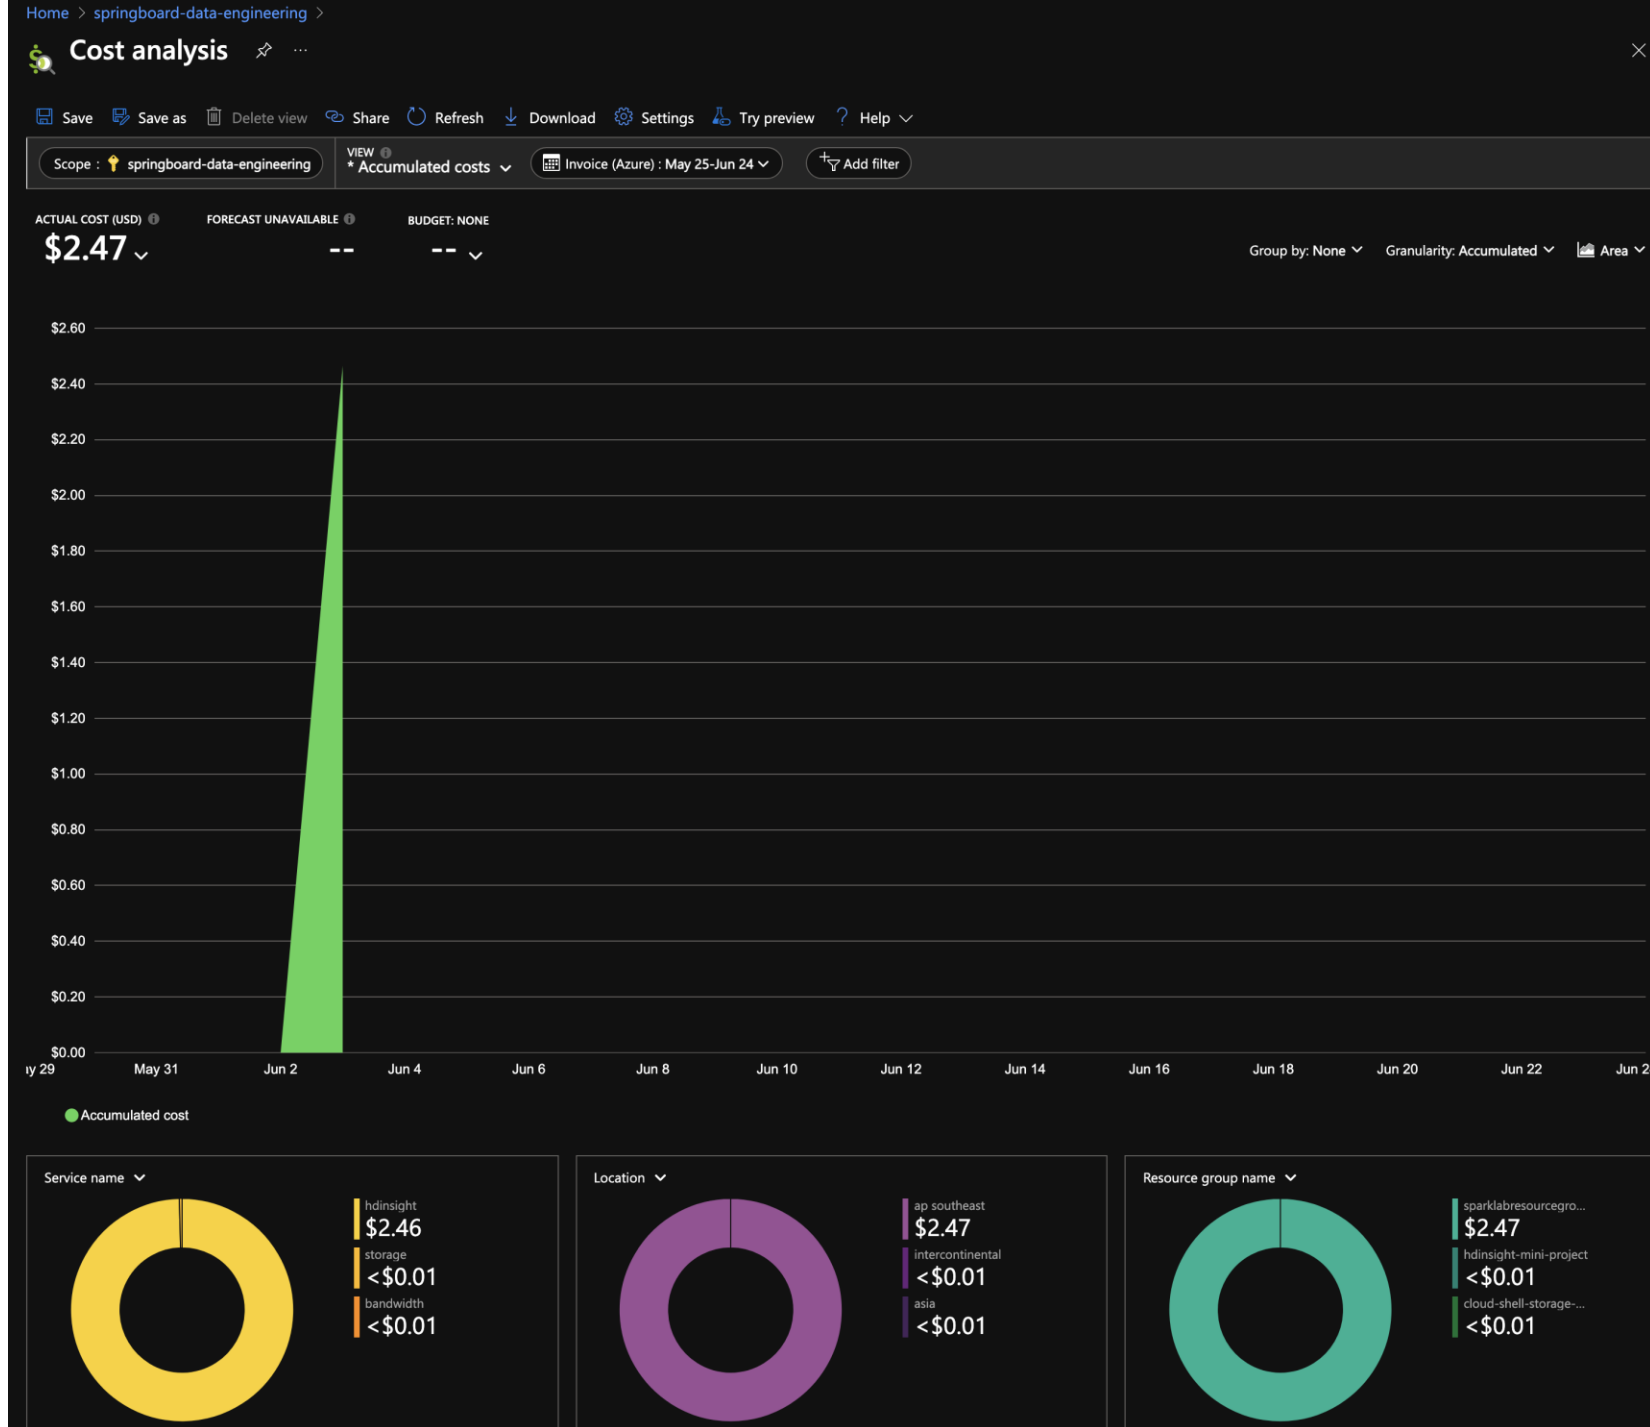 Home > springboard-data-engineering >
Cost analysis ...
Save Save as Delete view Share Refresh Download Settings Try preview ? Help
Scope : springboard-data-engineering
VIEW
* Accumulated costs
Invoice (Azure) : May 25-Jun 24
Add filter
ACTUAL COST (USD)
$2.47
FORECAST UNAVAILABLE
--
BUDGET: NONE
--
Group by: None Granularity: Accumulated Area
$2.60
$2.40
$2.20
$2.00
$1.80
$1.60
$1.40
$1.20
$1.00
$0.80
$0.60
$0.40
$0.20
$0.00
y 29 May 31 Jun 2 Jun 4 Jun 6 Jun 8 Jun 10 Jun 12 Jun 14 Jun 16 Jun 18 Jun 20 Jun 22 Jun 2
Accumulated cost
Service name
hdinsight
$2.46
storage
<$0.01
bandwidth
<$0.01
Location
ap southeast
$2.47
intercontinental
<$0.01
asia
<$0.01
Resource group name
sparklabresourcegro...
$2.47
hdinsight-mini-project
<$0.01
cloud-shell-storage-...
<$0.01